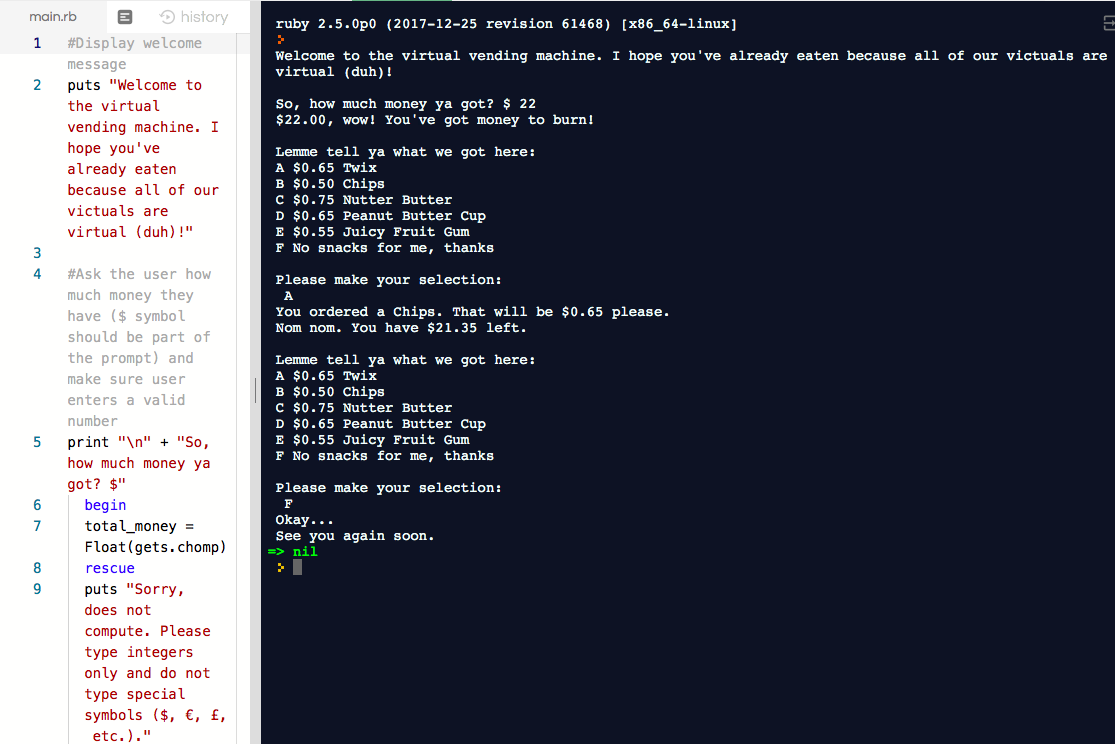 main.rb
history
1 #Display welcome
message
2 puts "Welcome to
the virtual
vending machine. I
hope you've
already eaten
because all of our
victuals are
virtual (duh)!"
3
4 #Ask the user how
much money they
have ($ symbol
should be part of
the prompt) and
make sure user
enters a valid
number
5 print "\n" + "So,
how much money ya
got? $"
6 begin
7 total_money =
Float(gets.chomp)
8 rescue
9 puts "Sorry,
does not
compute. Please
type integers
only and do not
type special
symbols ($, €, £,
etc.)."
ruby 2.5.0p0 (2017-12-25 revision 61468) [x86_64-linux]
Welcome to the virtual vending machine. I hope you've already eaten because all of our victuals are
virtual (duh)!
So, how much money ya got? $ 22
$22.00, wow! You've got money to burn!
Lemme tell ya what we got here:
A $0.65 Twix
B $0.50 Chips
C $0.75 Nutter Butter
D $0.65 Peanut Butter Cup
E $0.55 Juicy Fruit Gum
F No snacks for me, thanks
Please make your selection:
A
You ordered a Chips. That will be $0.65 please.
Nom nom. You have $21.35 left.
Lemme tell ya what we got here:
A $0.65 Twix
B $0.50 Chips
C $0.75 Nutter Butter
D $0.65 Peanut Butter Cup
E $0.55 Juicy Fruit Gum
F No snacks for me, thanks
Please make your selection:
F
Okay...
See you again soon.
=> nil